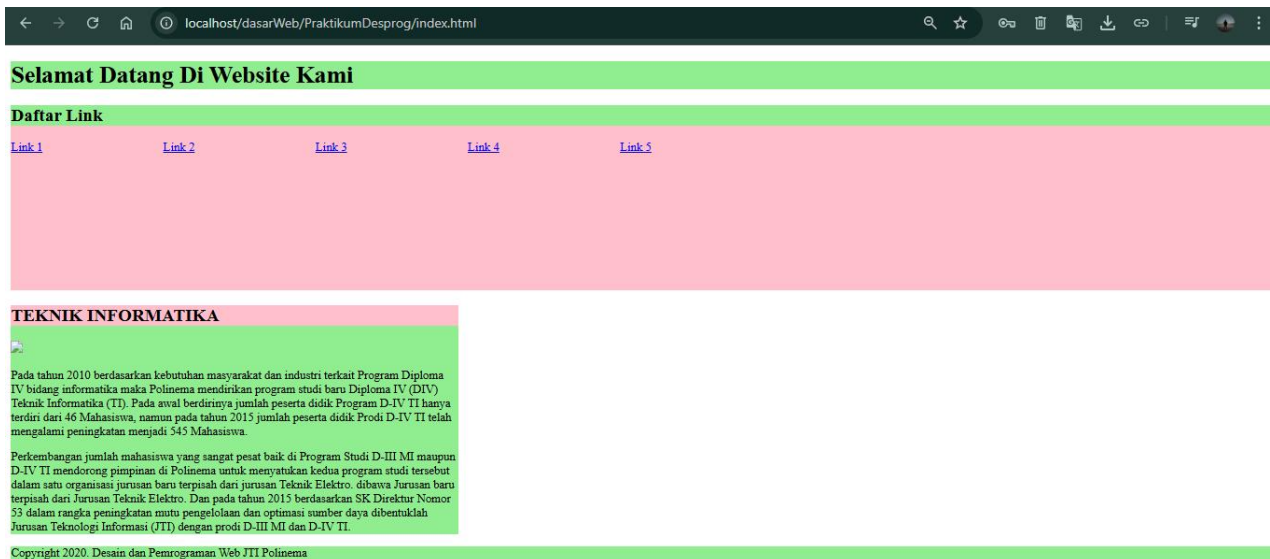 localhost/dasarWeb/PraktikumDesprog/index.html
Selamat Datang Di Website Kami
Daftar Link
Link 1 Link 2 Link 3 Link 4 Link 5
TEKNIK INFORMATIKA
Pada tahun 2010 berdasarkan kebutuhan masyarakat dan industri terkait Program Diploma
IV bidang informatika maka Polinema mendirikan program studi baru Diploma IV (DIV)
Teknik Informatika (TI). Pada awal berdirinya jumlah peserta didik Program D-IV TI hanya
terdiri dari 46 Mahasiswa, namun pada tahun 2015 jumlah peserta didik Prodi D-IV TI telah
mengalami peningkatan menjadi 545 Mahasiswa.
Perkembangan jumlah mahasiswa yang sangat pesat baik di Program Studi D-III MI maupun
D-IV TI mendorong pimpinan di Polinema untuk menyatukan kedua program studi tersebut
dalam satu organisasi jurusan baru terpisah dari jurusan Teknik Elektro. dibawa Jurusan baru
terpisah dari Jurusan Teknik Elektro. Dan pada tahun 2015 berdasarkan SK Direktur Nomor
53 dalam rangka peningkatan mutu pengelolaan dan optimasi sumber daya dibentuklah
Jurusan Teknologi Informasi (JTI) dengan prodi D-III MI dan D-IV TI.
Copyright 2020. Desain dan Pemrograman Web JTI Polinema